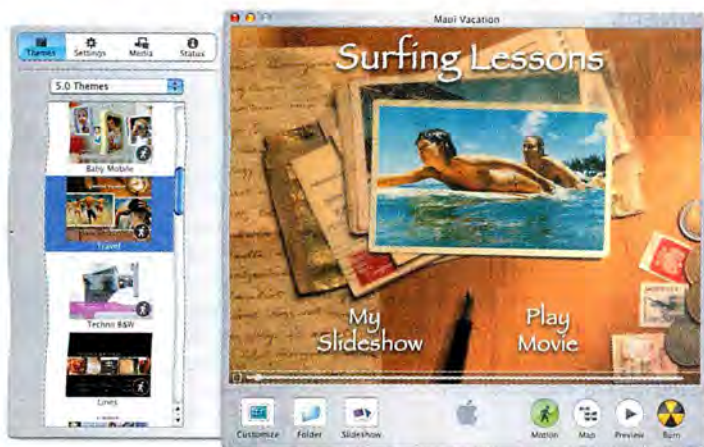 Themes Settings Media Status
5.0 Themes
Baby Mobile
Travel
Techno B&W
Lines
Maui Vacation
Surfing Lessons
My Slideshow
Play Movie
Customize Folder Slideshow
Motion Map Preview Burn